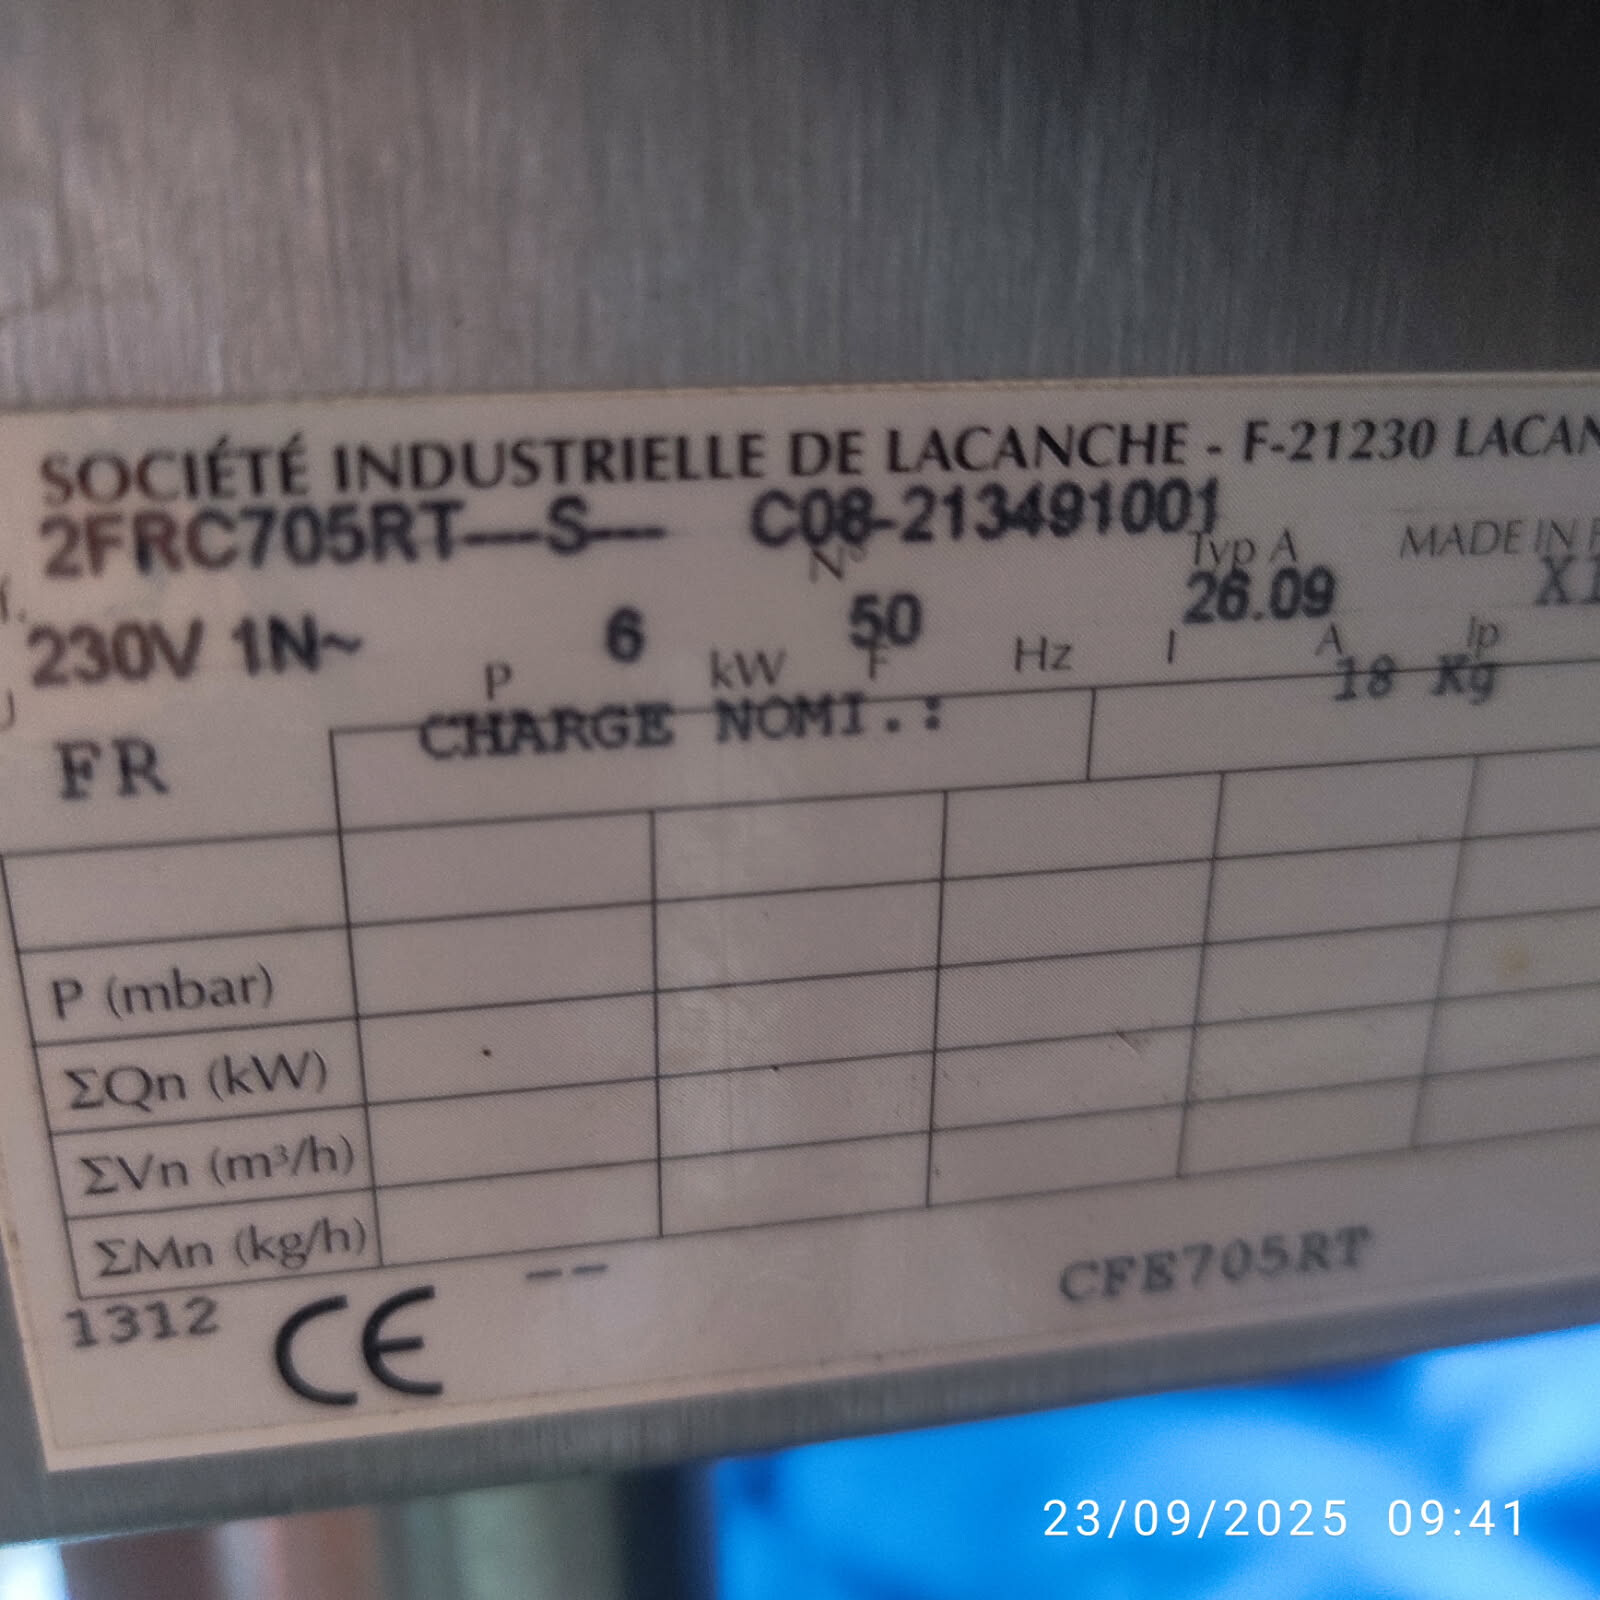 SOCIÉTÉ INDUSTRIELLE DE LACANCHE - F-21230 LACAN
2FRC705RT---S-- C08-213491001
N° Typ A MADE IN F
230V 1N~ 6 50 26.09 XI
P kW F Hz I A Ip
FR CHARGE NOMI.: 18 Kg
P (mbar)
ΣQn (kW)
ΣVn (m³/h)
ΣMn (kg/h)
1312 CE -- CFE705RT
23/09/2025 09:41